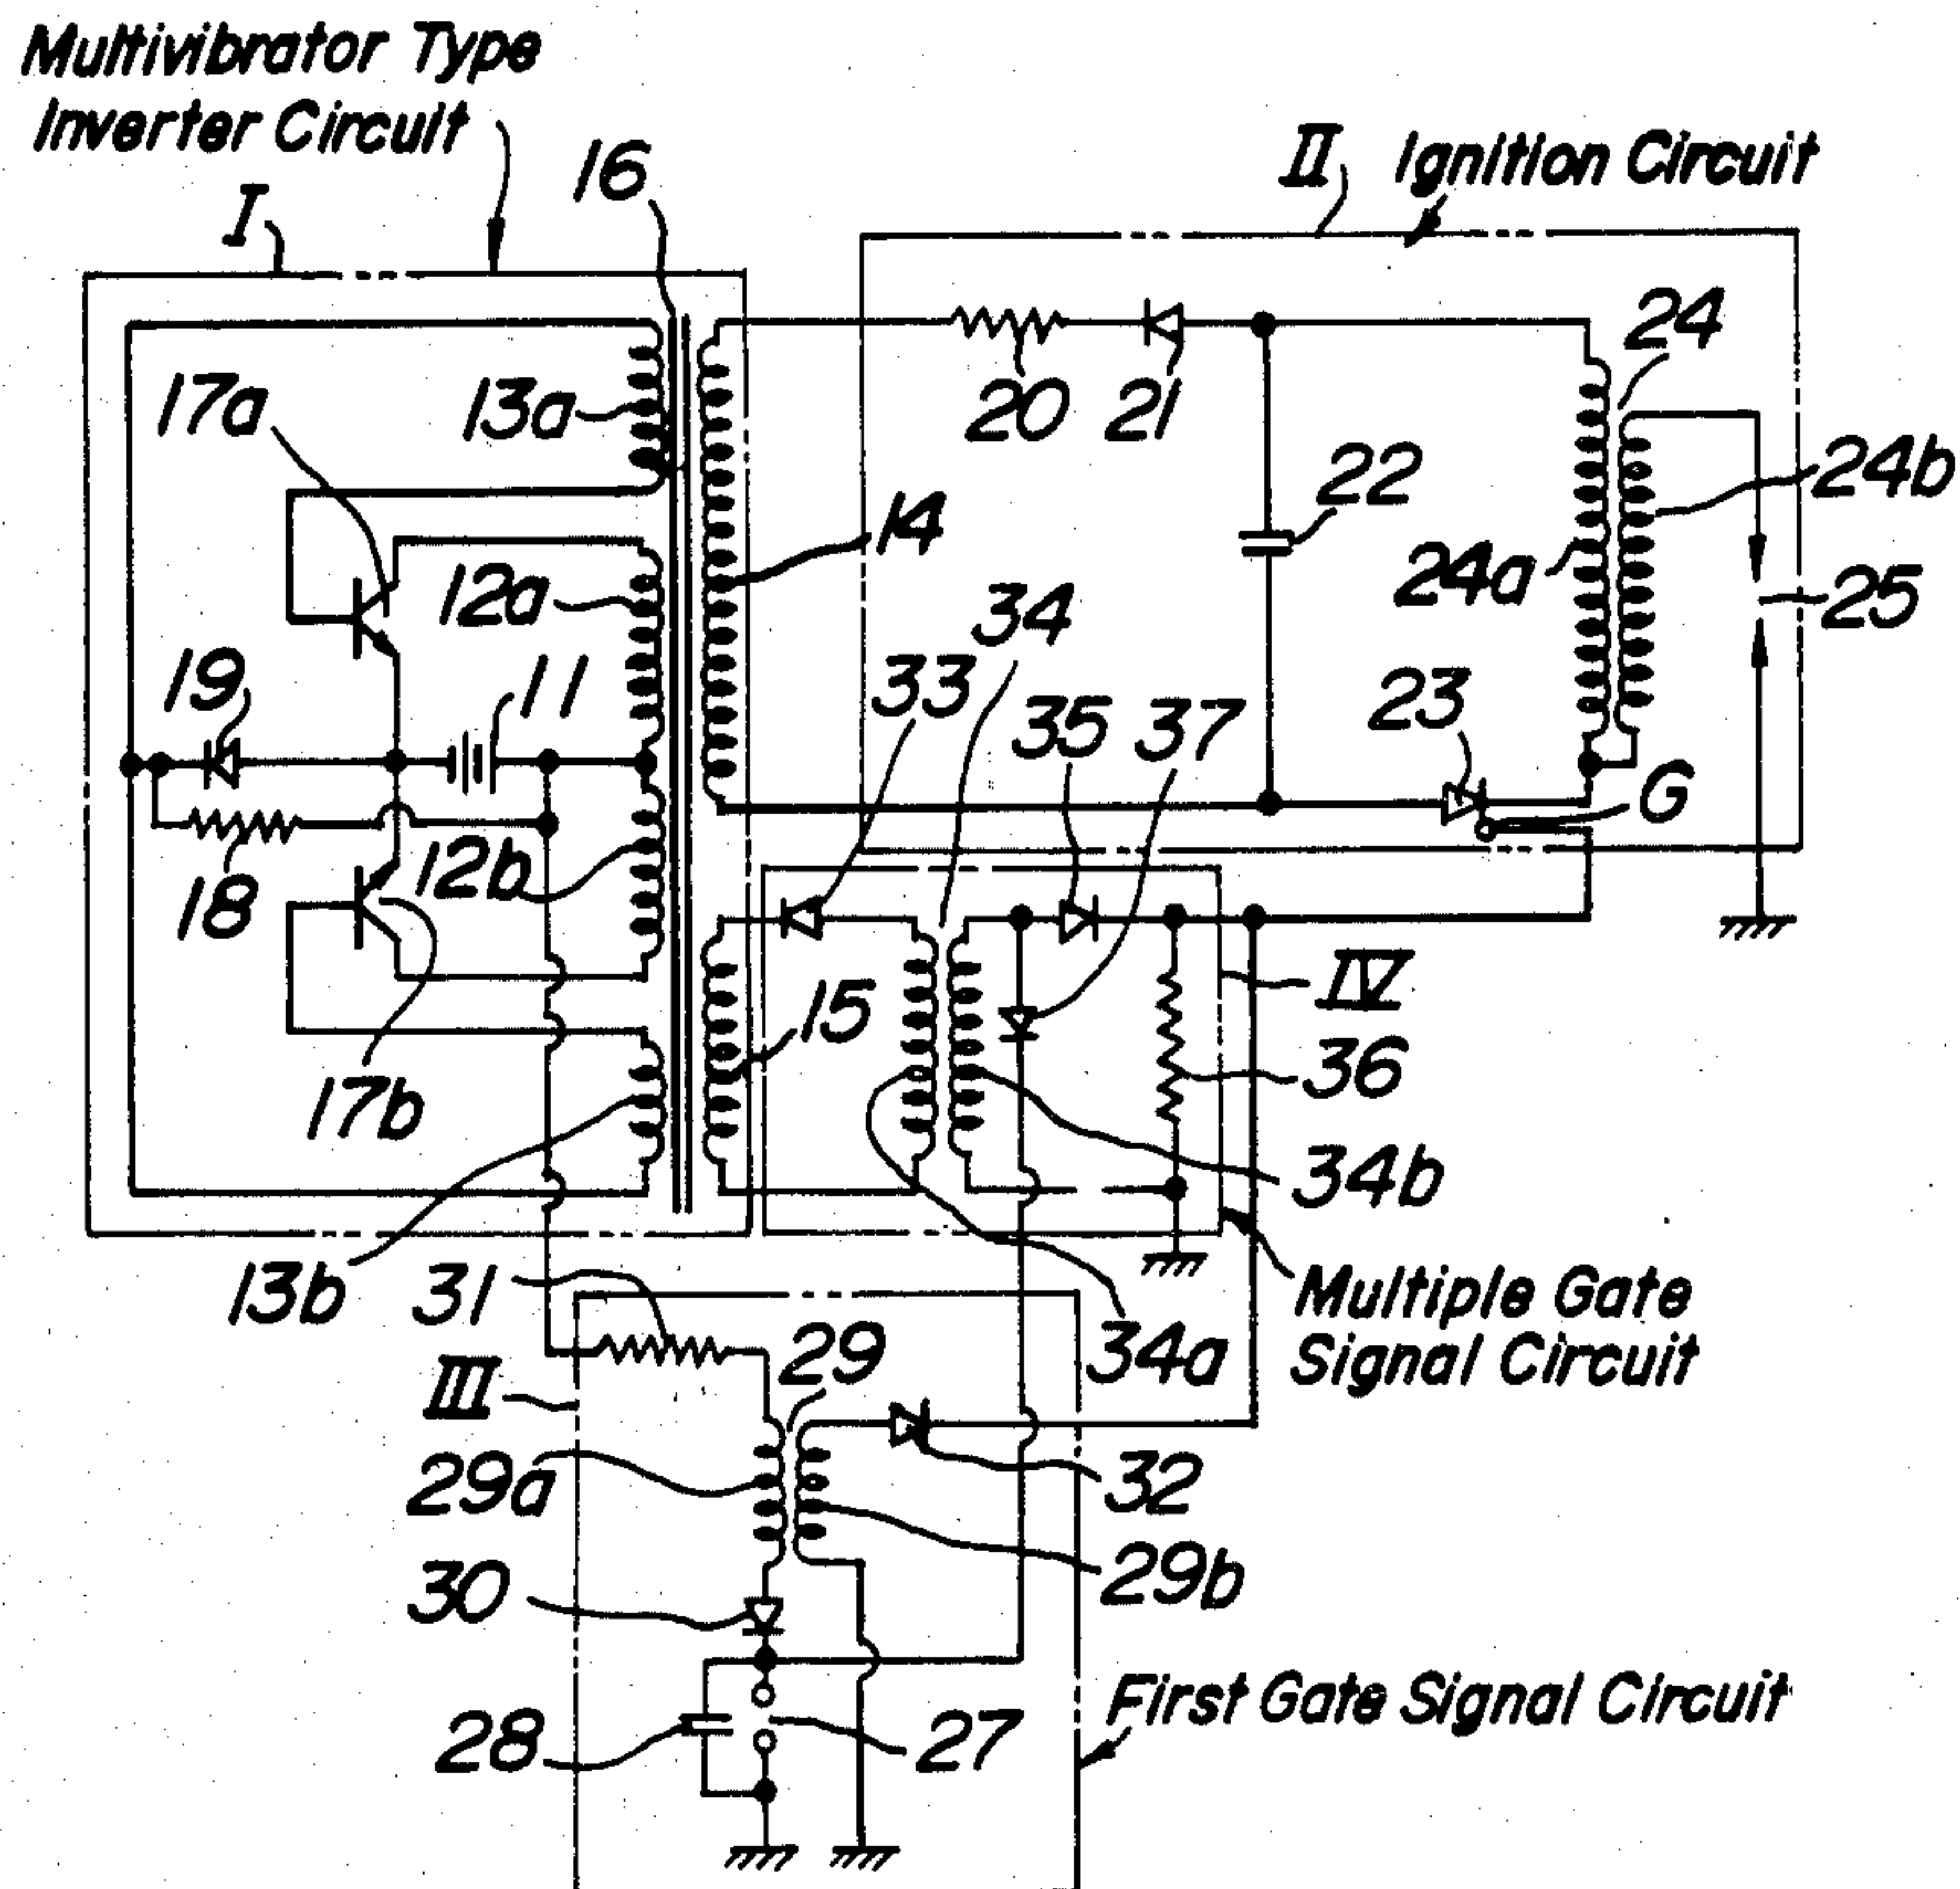 Multivibrator Type
Inverter Circuit
I
16
II
Ignition Circuit
24
17a
13a
20
21
22
24b
14
24a
12a
34
25
19
11
33
35
37
23
G
18
12b
IV
15
36
17b
34b
13b
31
Multiple Gate
Signal Circuit
29
34a
III
29a
32
30
29b
28
27
First Gate Signal Circuit